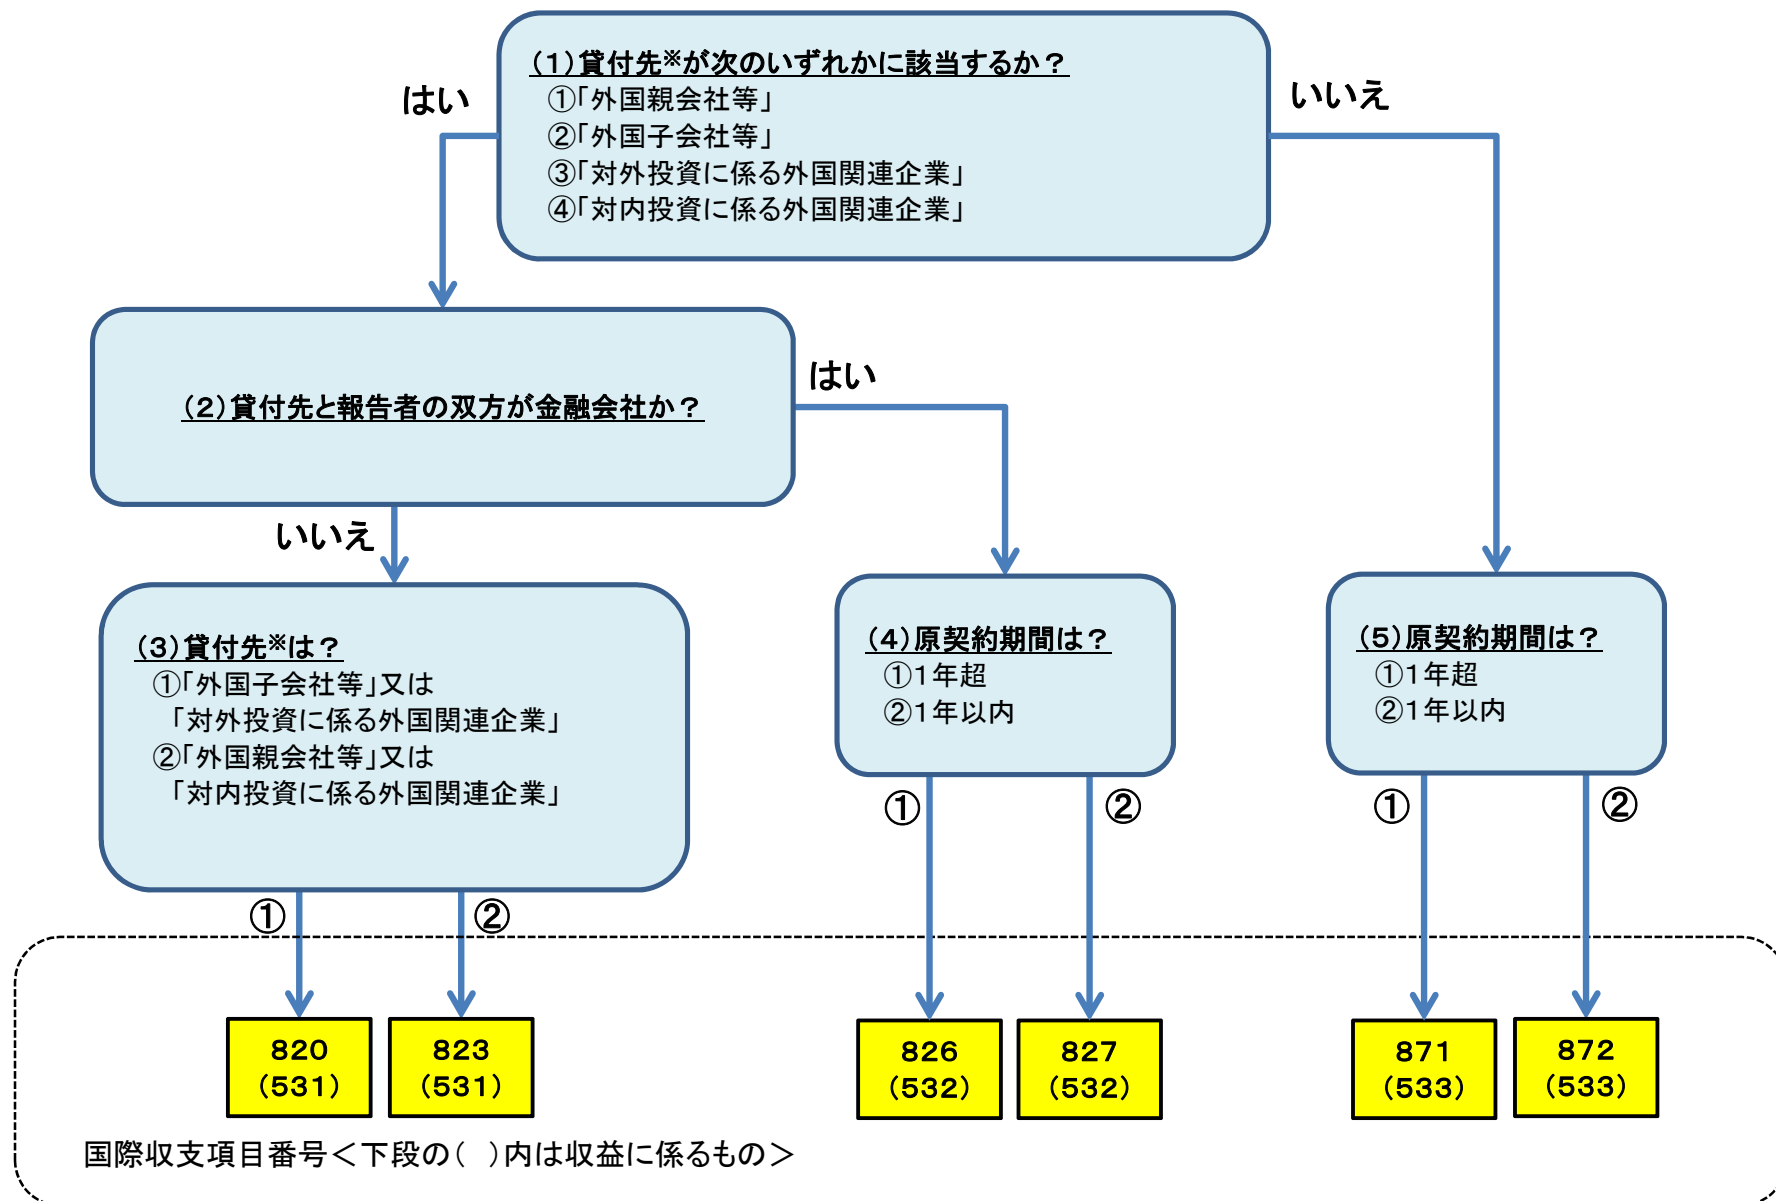 (1)貸付先※が次のいずれかに該当するか？
①「外国親会社等」
②「外国子会社等」
③「対外投資に係る外国関連企業」
④「対内投資に係る外国関連企業」
はい
いいえ
(2)貸付先と報告者の双方が金融会社か？
はい
いいえ
(3)貸付先※は？
①「外国子会社等」又は
「対外投資に係る外国関連企業」
②「外国親会社等」又は
「対内投資に係る外国関連企業」
(4)原契約期間は？
①1年超
②1年以内
(5)原契約期間は？
①1年超
②1年以内
①
②
①
②
①
②
820
(531)
823
(531)
826
(532)
827
(532)
871
(533)
872
(533)
国際収支項目番号＜下段の(　)内は収益に係るもの＞